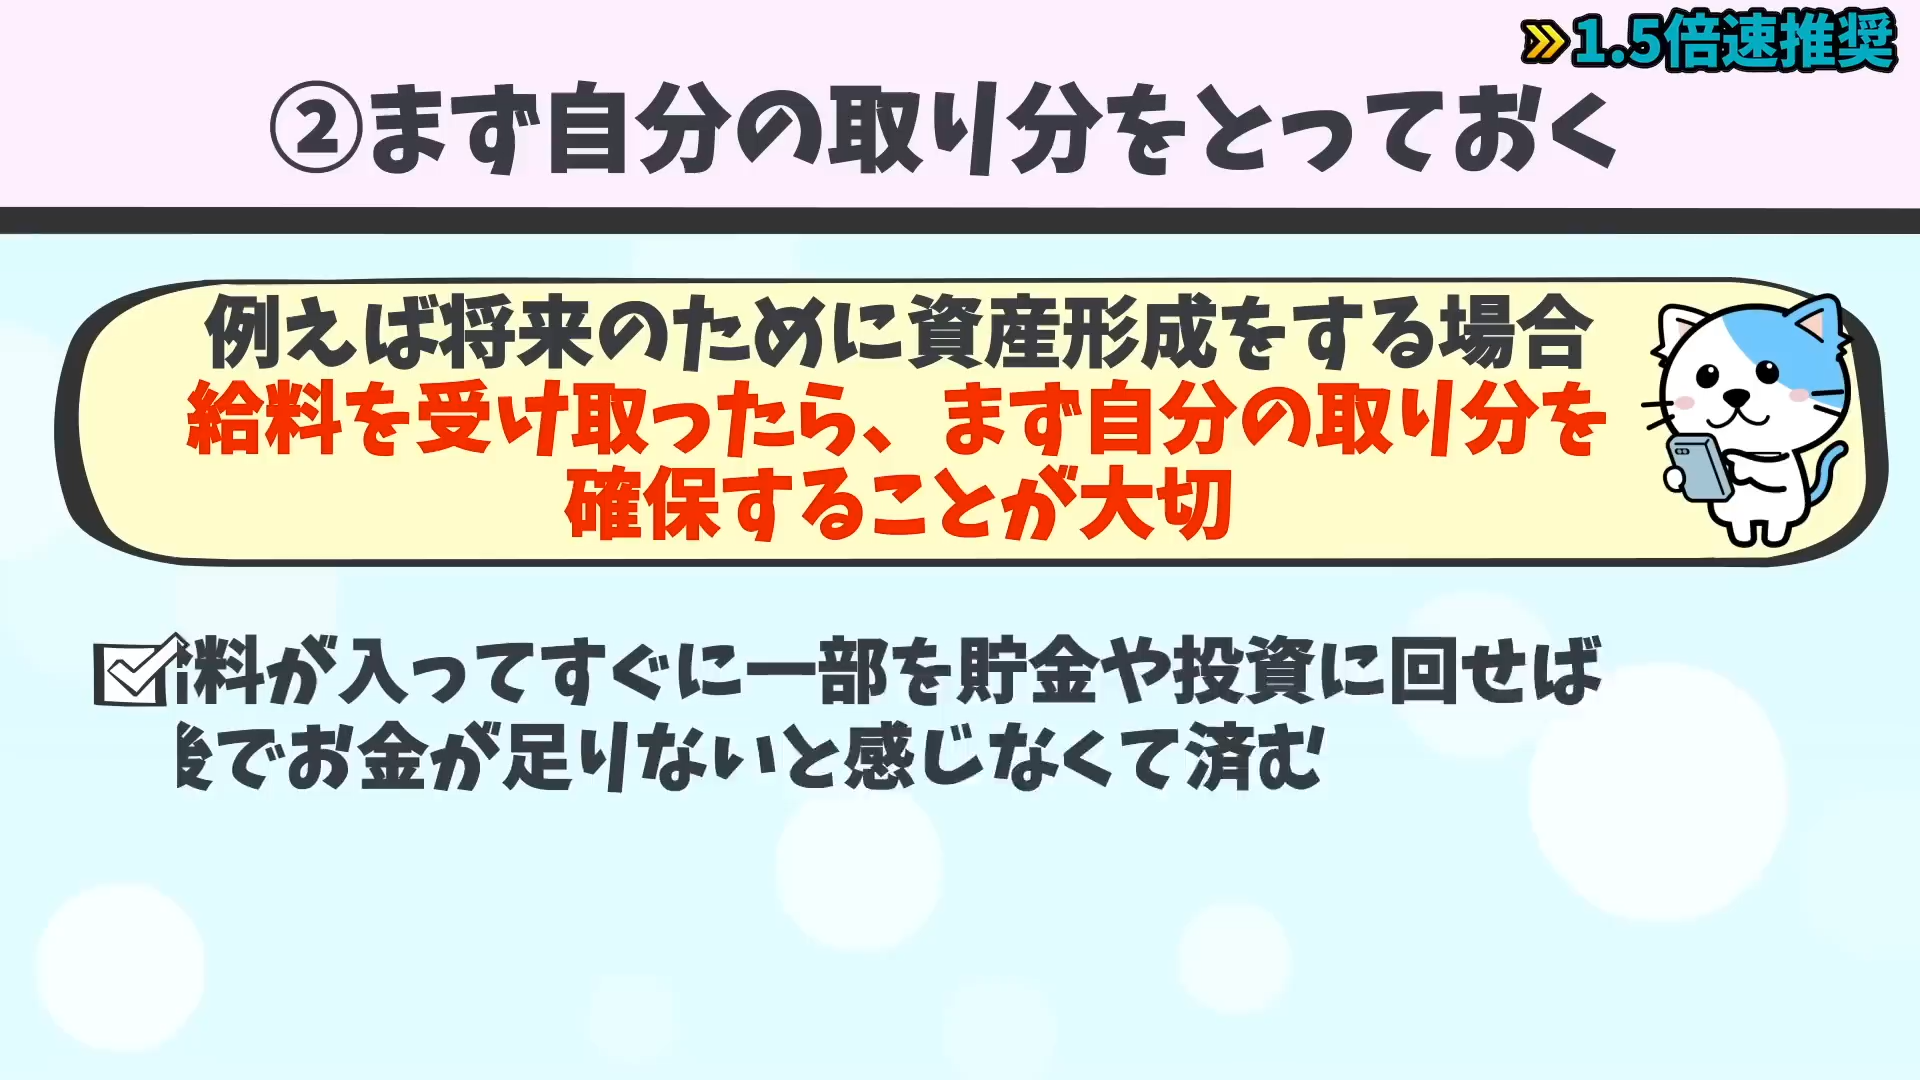 1.5倍速推奨
②まず自分の取り分をとっておく
例えば将来のために資産形成をする場合
給料を受け取ったら、まず自分の取り分を
確保することが大切
給料が入ってすぐに一部を貯金や投資に回せば
後でお金が足りないと感じなくて済む